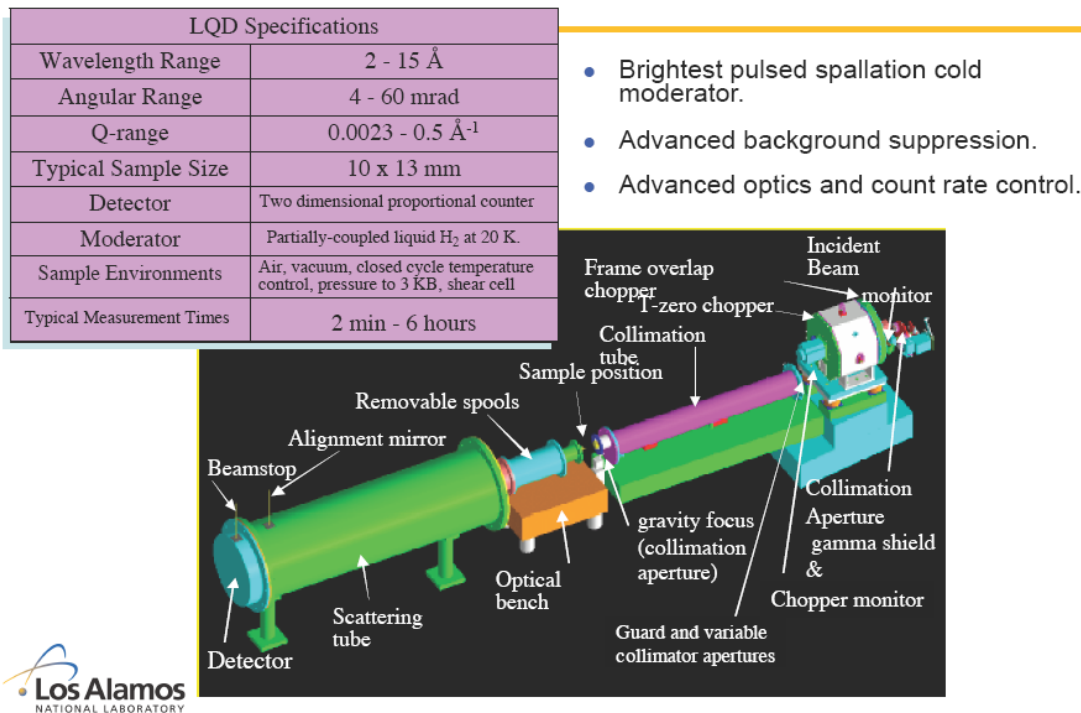 LQD Specifications
Wavelength Range 2 - 15 Å
Angular Range 4 - 60 mrad
Q-range 0.0023 - 0.5 Å-1
Typical Sample Size 10 x 13 mm
Detector Two dimensional proportional counter
Moderator Partially-coupled liquid H2 at 20 K.
Sample Environments Air, vacuum, closed cycle temperature
control, pressure to 3 KB, shear cell
Typical Measurement Times 2 min - 6 hours
• Brightest pulsed spallation cold
moderator.
• Advanced background suppression.
• Advanced optics and count rate control.
Incident
Beam
monitor
Frame overlap
chopper
T-zero chopper
Collimation
tube
Sample position
Removable spools
Alignment mirror
Beamstop
Collimation
Aperture
gamma shield
&
Chopper monitor
gravity focus
(collimation
aperture)
Optical
bench
Guard and variable
collimator apertures
Scattering
tube
Detector
Los Alamos
NATIONAL LABORATORY